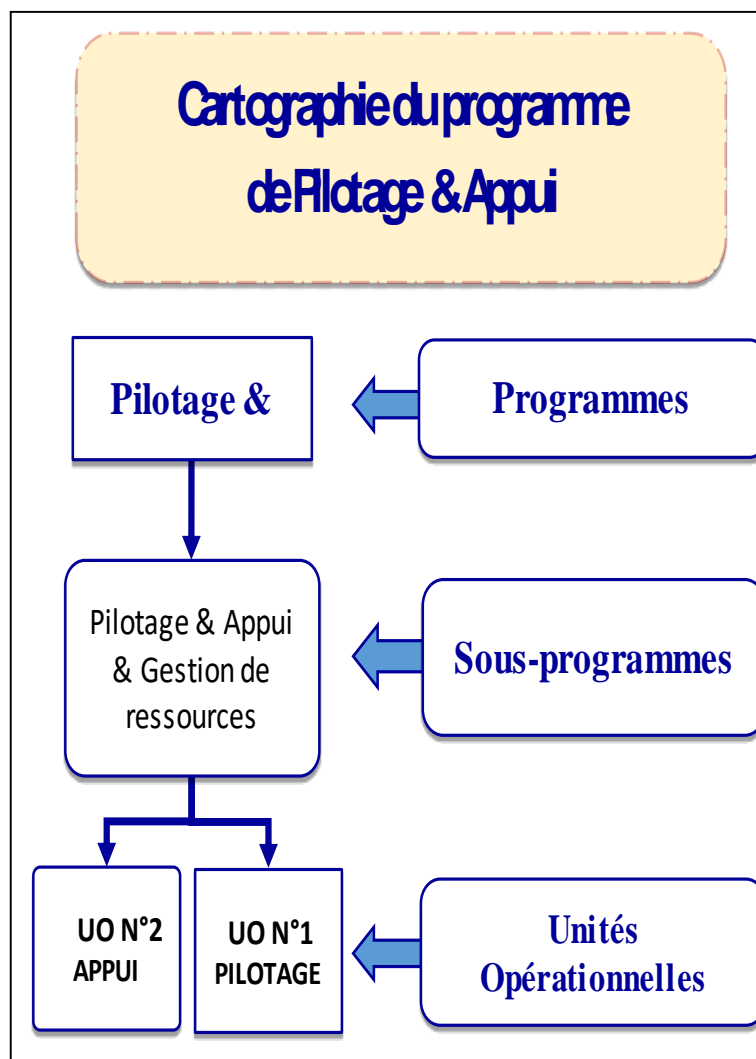 Cartographie du programme
de Pilotage & Appui
Pilotage &
Programmes
Pilotage & Appui
& Gestion de
ressources
Sous-programmes
UO N°2
APPUI
UO N°1
PILOTAGE
Unités
Opérationnelles